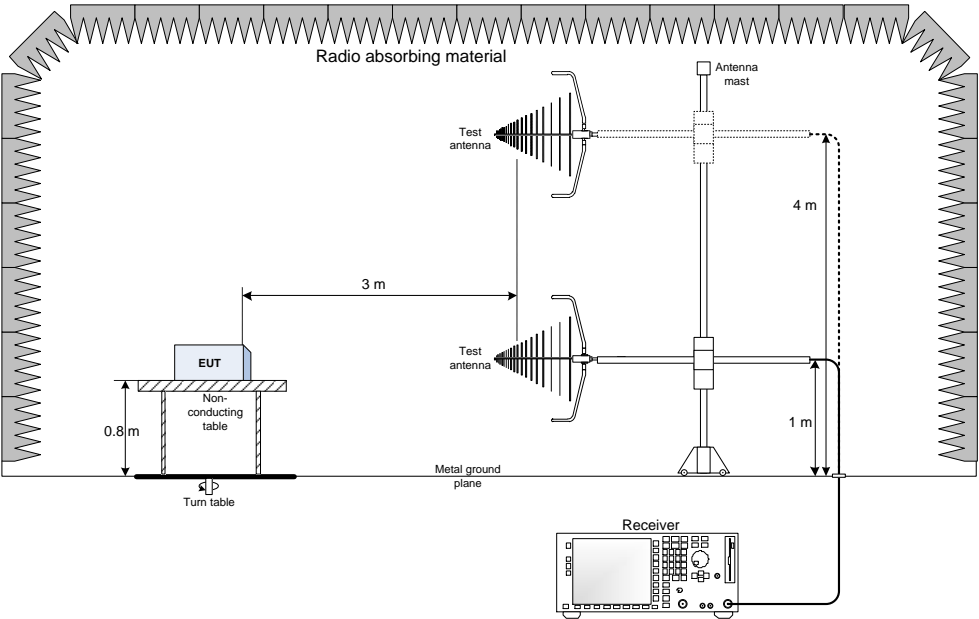 Radio absorbing material
Antenna
mast
Test
antenna
4 m
3 m
Test
antenna
EUT
Non-
conducting
table
0.8 m
1 m
Metal ground
plane
Turn table
Receiver